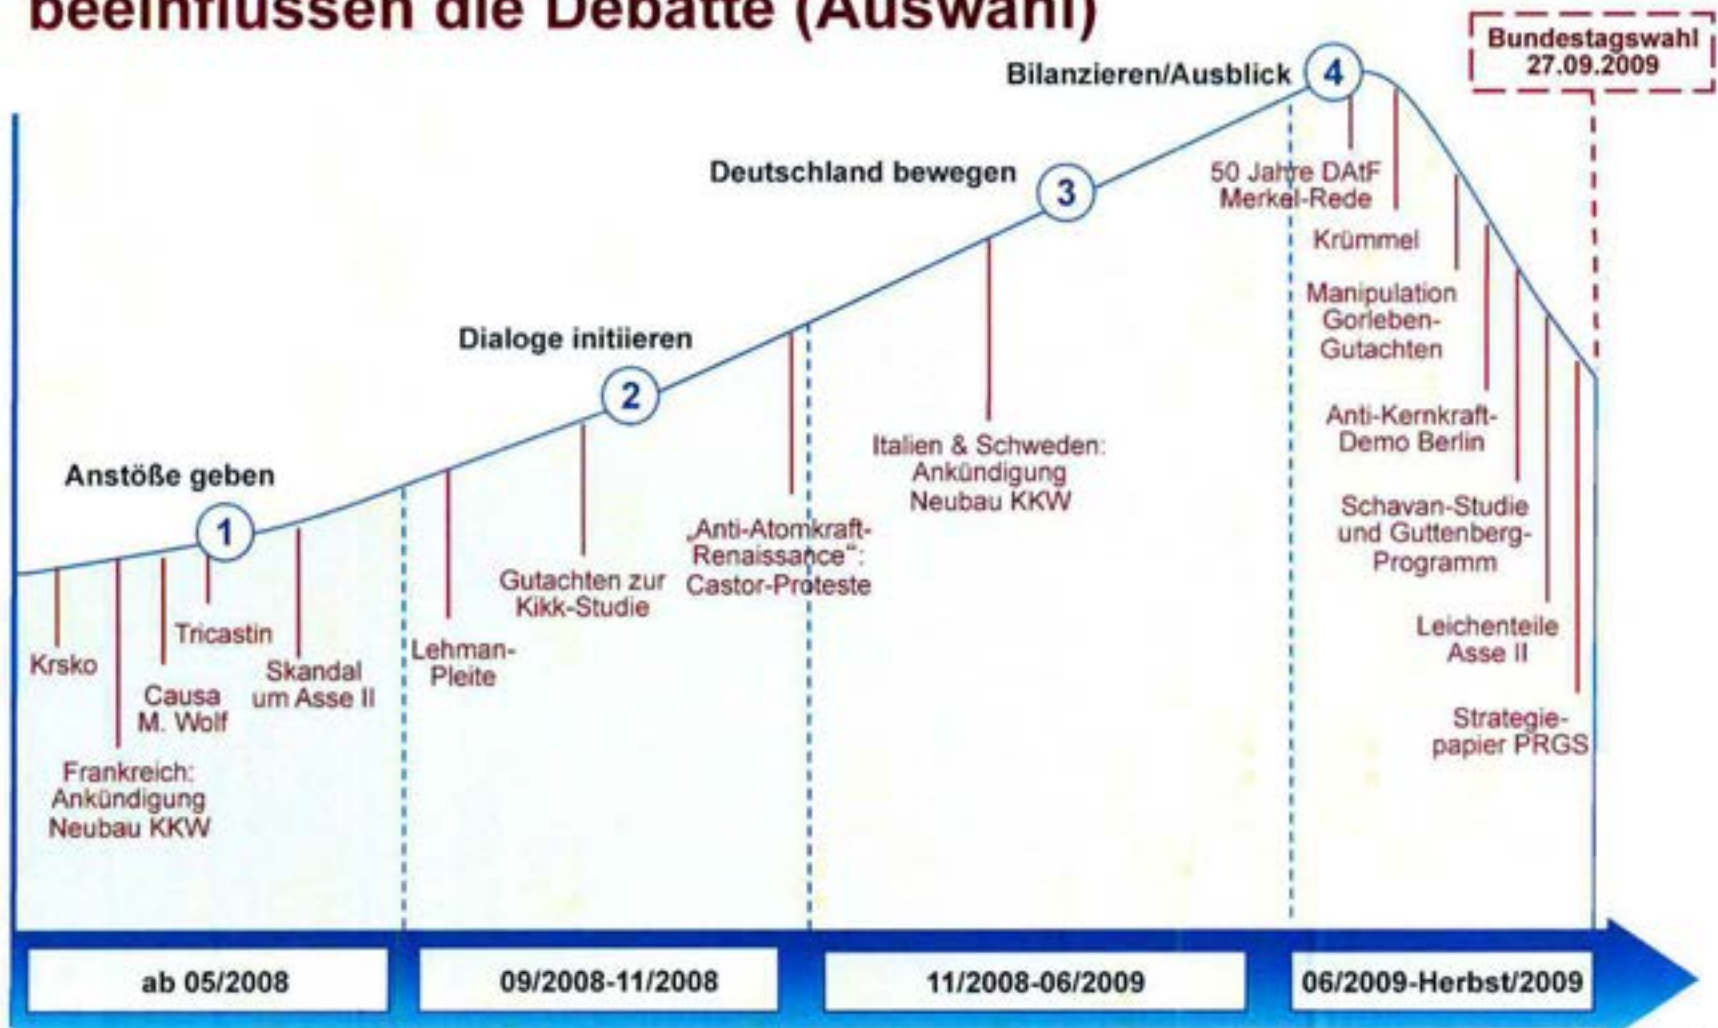 beeinflussen die Debatte (Auswahl)
Bundestagswahl
27.09.2009
Bilanzieren/Ausblick
4
50 Jahre DAtF
Merkel-Rede
Deutschland bewegen
3
Krümmel
Manipulation
Gorleben-
Gutachten
Dialoge initiieren
2
Anti-Kernkraft-
Demo Berlin
Italien & Schweden:
Ankündigung
Neubau KKW
Anstöße geben
1
Schavan-Studie
und Guttenberg-
Programm
„Anti-Atomkraft-
Renaissance“:
Castor-Proteste
Gutachten zur
Kikk-Studie
Tricastin
Leichenteile
Asse II
Lehman-
Pleite
Krsko
Skandal
um Asse II
Causa
M. Wolf
Strategie-
papier PRGS
Frankreich:
Ankündigung
Neubau KKW
ab 05/2008
09/2008-11/2008
11/2008-06/2009
06/2009-Herbst/2009